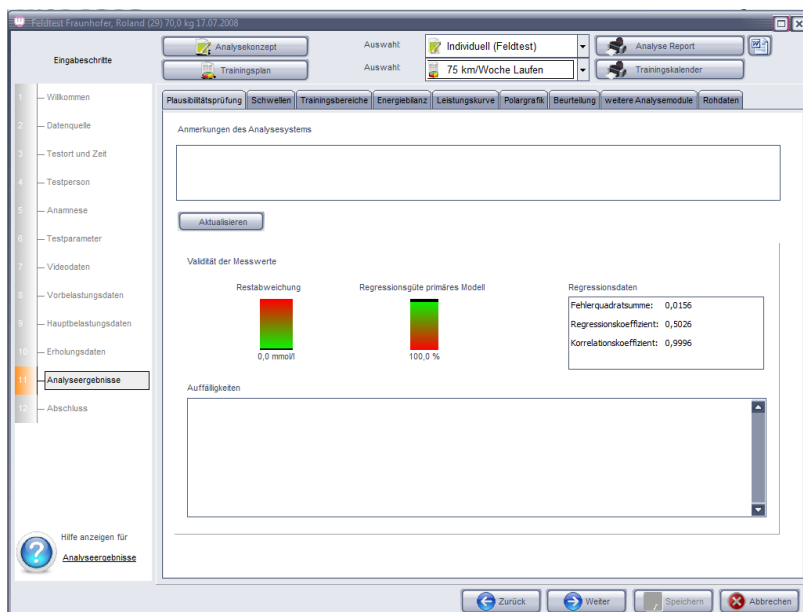 Feldtest Fraunhofer, Roland (29) 70,0 kg 17.07.2008
Eingabeschritte
Analysekonzept
Auswahl:
Individuell (Feldtest)
Analyse Report
Trainingsplan
Auswahl:
75 km/Woche Laufen
Trainingskalender
1 Willkommen
2 Datenquelle
3 Testort und Zeit
4 Testperson
5 Anamnese
6 Testparameter
7 Videodaten
8 Vorbelastungsdaten
9 Hauptbelastungsdaten
10 Erholungsdaten
11 Analyseergebnisse
12 Abschluss
Hilfe anzeigen für
Analyseergebnisse
Plausibilitätsprüfung Schwellen Trainingsbereiche Energiebilanz Leistungskurve Polargrafik Beurteilung weitere Analysemodule Rohdaten
Anmerkungen des Analysesystems
Aktualisieren
Validität der Messwerte
Restabweichung
0,0 mmol/l
Regressionsgüte primäres Modell
100,0 %
Regressionsdaten
Fehlerquadratsumme: 0,0156
Regressionskoeffizient: 0,5026
Korrelationskoeffizient: 0,9996
Auffälligkeiten
Zurück
Weiter
Speichern
Abbrechen